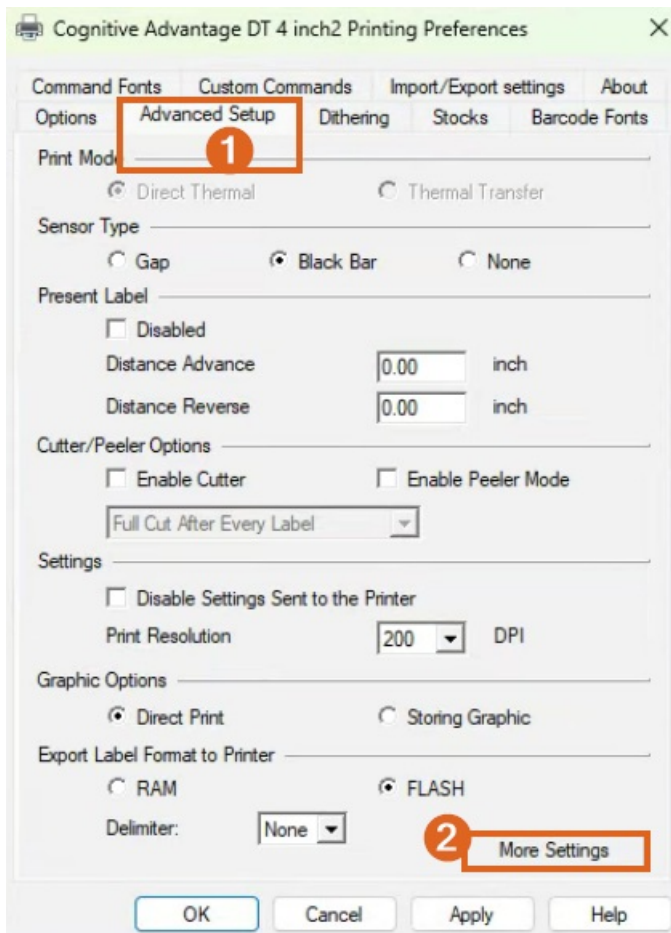 Cognitive Advantage DT 4 inch2 Printing Preferences
Command Fonts Custom Commands Import/Export settings About
Options Advanced Setup Dithering Stocks Barcode Fonts
1
Print Mode
Direct Thermal Thermal Transfer
Sensor Type
Gap Black Bar None
Present Label
Disabled
Distance Advance 0.00 inch
Distance Reverse 0.00 inch
Cutter/Peeler Options
Enable Cutter Enable Peeler Mode
Full Cut After Every Label
Settings
Disable Settings Sent to the Printer
Print Resolution 200 DPI
Graphic Options
Direct Print Storing Graphic
Export Label Format to Printer
RAM FLASH
Delimiter: None
2 More Settings
OK Cancel Apply Help